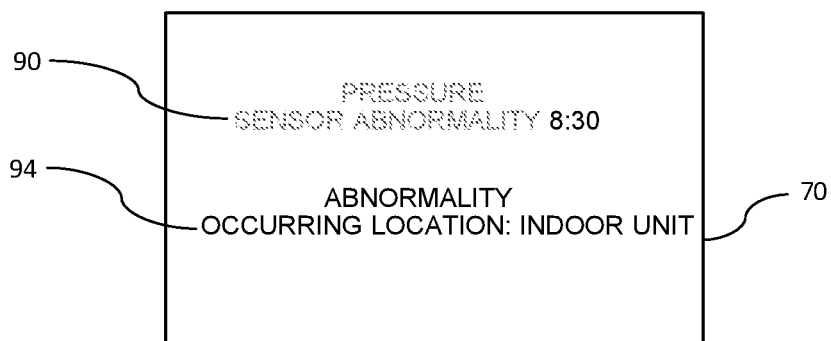 90
PRESSURE
SENSOR ABNORMALITY 8:30
94
ABNORMALITY
70
OCCURRING LOCATION: INDOOR UNIT